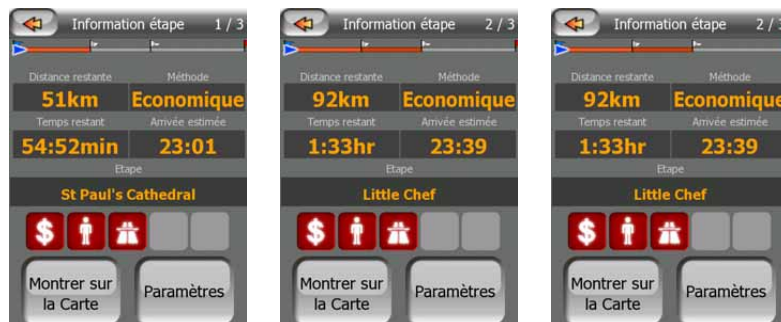 Information étape 1 / 3
Distance restante Méthode
51km Economique
Temps restant Arrivée estimée
54:52min 23:01
Etape
St Paul's Cathedral
$
Montrer sur la Carte
Paramètres
Information étape 2 / 3
Distance restante Méthode
92km Economique
Temps restant Arrivée estimée
1:33hr 23:39
Etape
Little Chef
$
Montrer sur la Carte
Paramètres
Information étape 2 / 3
Distance restante Méthode
92km Economique
Temps restant Arrivée estimée
1:33hr 23:39
Etape
Little Chef
$
Montrer sur la Carte
Paramètres